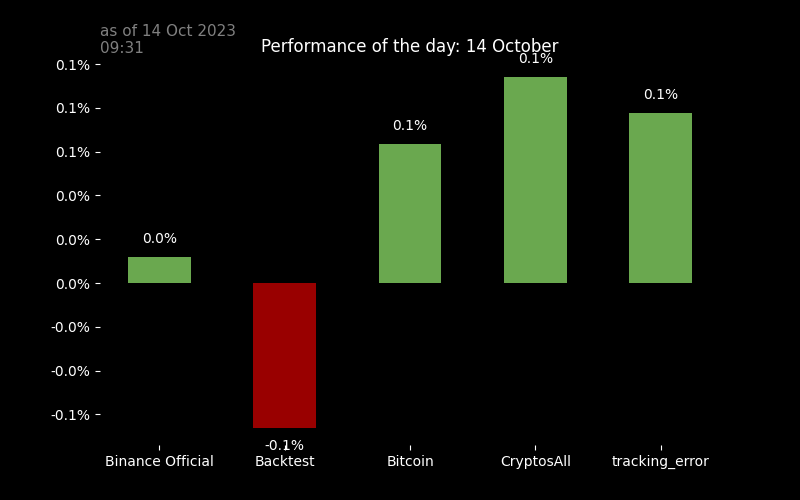 as of 14 Oct 2023
09:31
Performance of the day: 14 October
0.1%
0.1%
0.1%
0.0%
0.0%
0.0%
-0.0%
-0.0%
-0.1%
0.0%
-0.1%
0.1%
0.1%
0.1%
Binance Official
Backtest
Bitcoin
CryptosAll
tracking_error